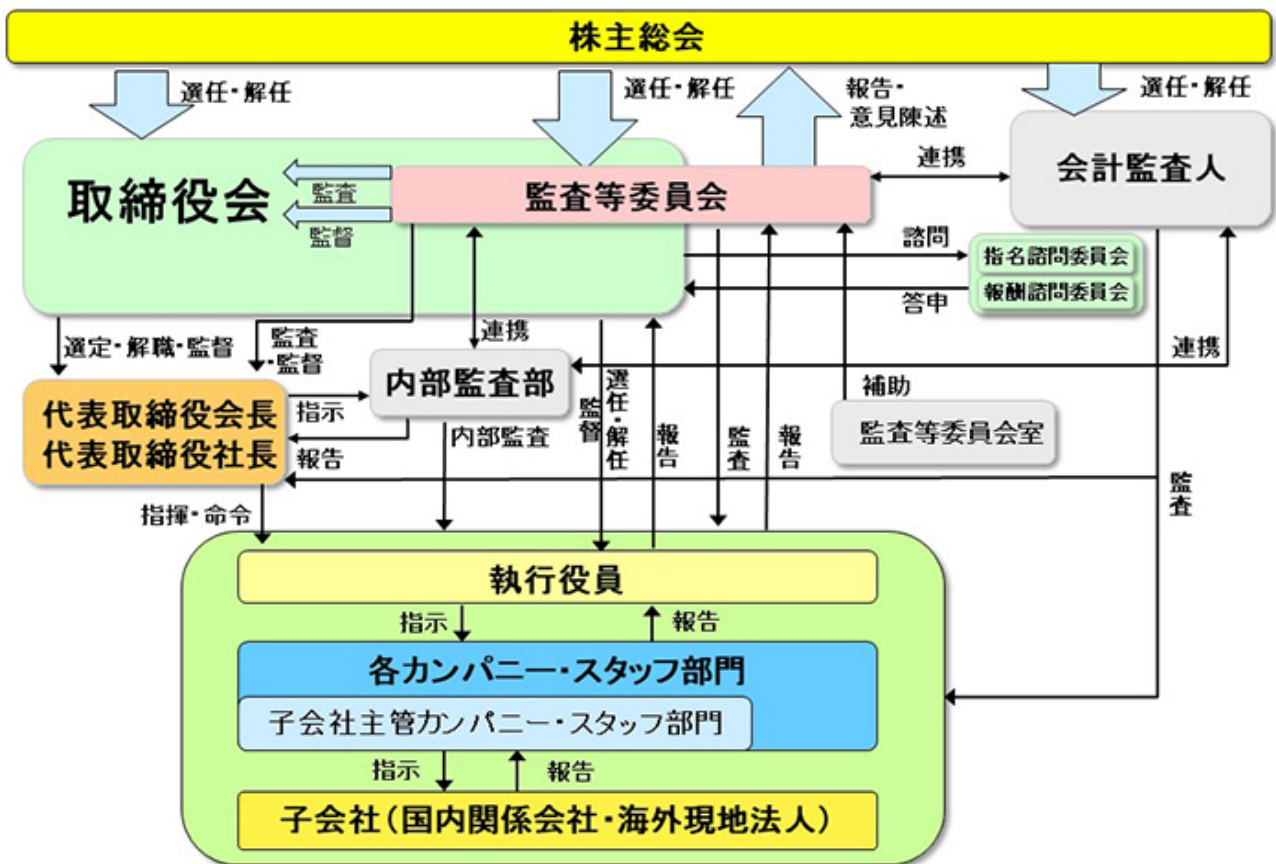 株主総会
選任・解任
選任・解任
報告・
意見陳述
選任・解任
取締役会
監査
監督
監査等委員会
連携
会計監査人
諮問
指名諮問委員会
報酬諮問委員会
答申
選定・解職・監督
監査
・監督
連携
連携
代表取締役会長
代表取締役社長
指示
報告
内部監査部
内部監査
監督
選任・解任
報告
監査
報告
補助
監査等委員会室
監査
指揮・命令
執行役員
指示
報告
各カンパニー・スタッフ部門
子会社主管カンパニー・スタッフ部門
指示
報告
子会社（国内関係会社・海外現地法人）